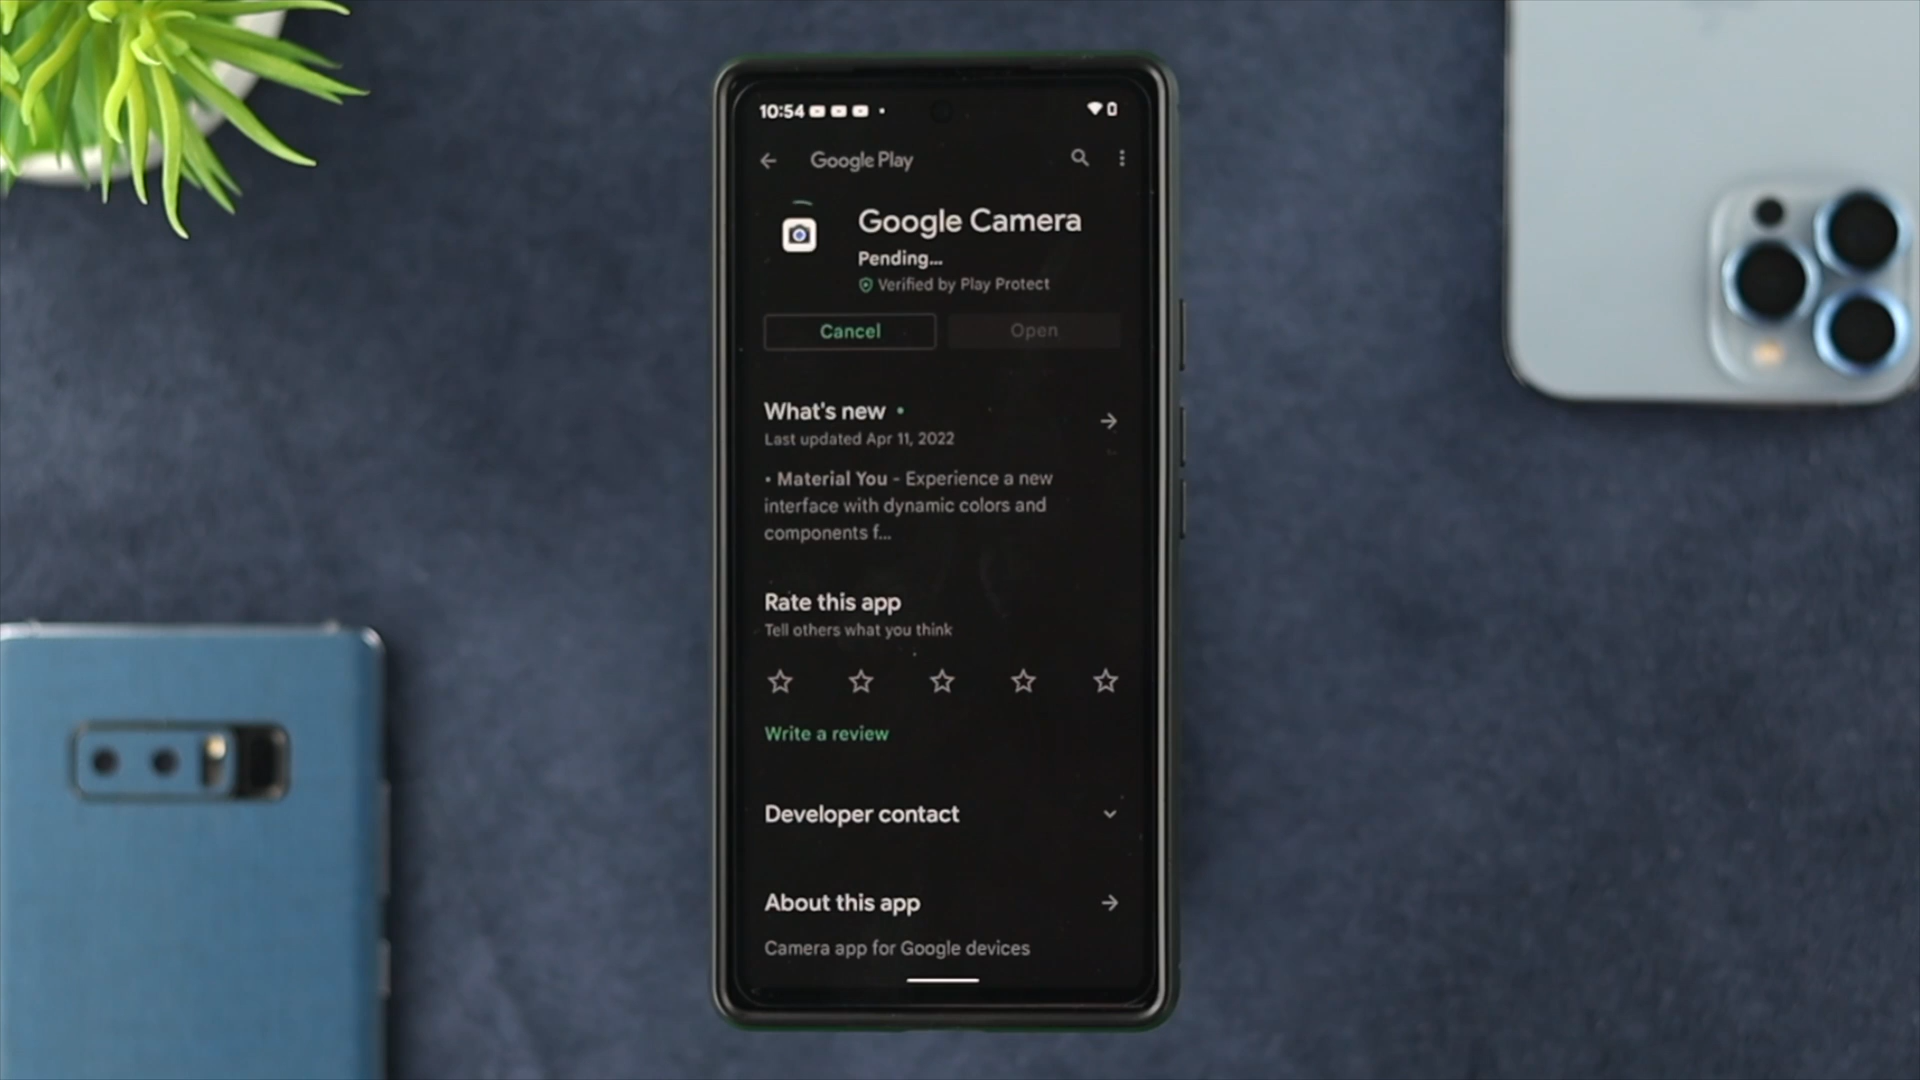 10:54
Google Play
Google Camera
Pending...
Verified by Play Protect
Cancel
Open
What's new •
Last updated Apr 11, 2022
• Material You - Experience a new
interface with dynamic colors and
components f...
Rate this app
Tell others what you think
Write a review
Developer contact
About this app
Camera app for Google devices